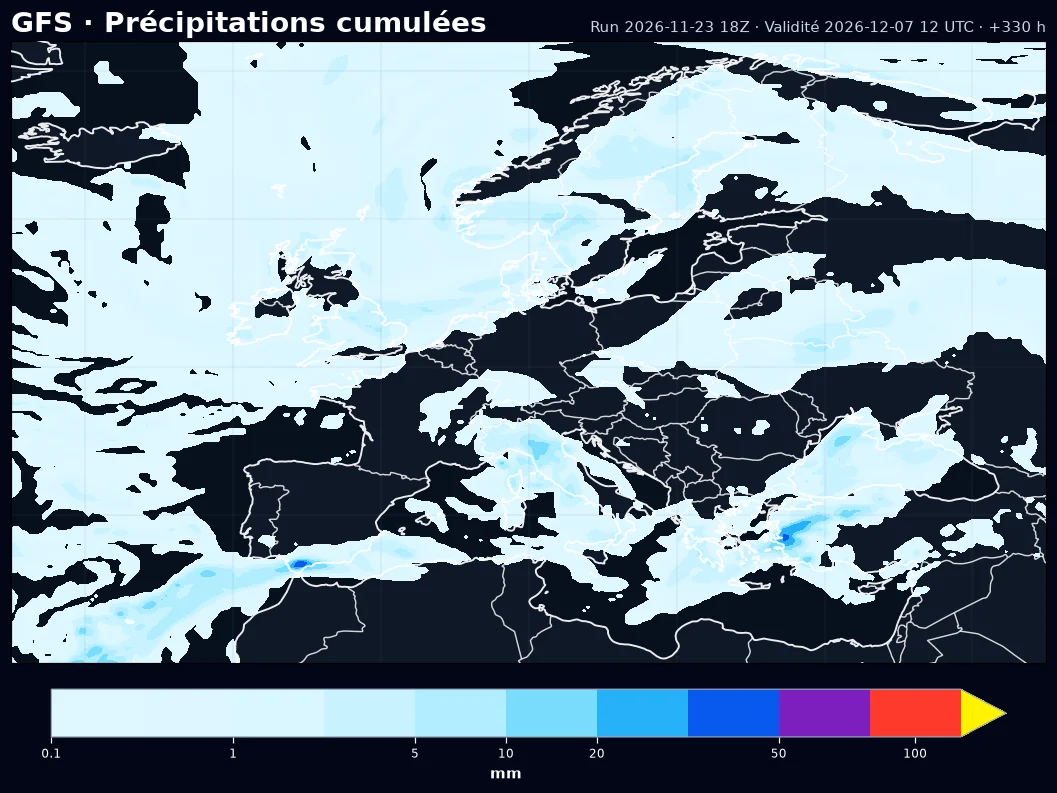 GFS · Précipitations cumulées
Run 2026-11-23 18Z · Validité 2026-12-07 12 UTC · +330 h
0.1 1 5 10 20 50 100
mm